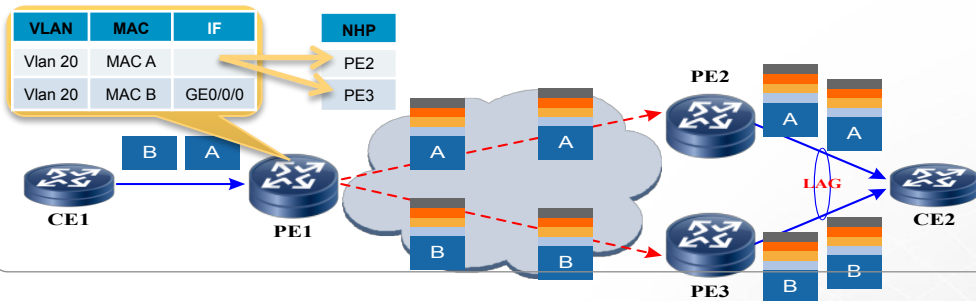 VLAN MAC IF
Vlan 20 MAC A
Vlan 20 MAC B GE0/0/0
NHP
PE2
PE3
B A
CE1
PE1
A
A
B
B
PE2
A
A
LAG
CE2
PE3
B
B